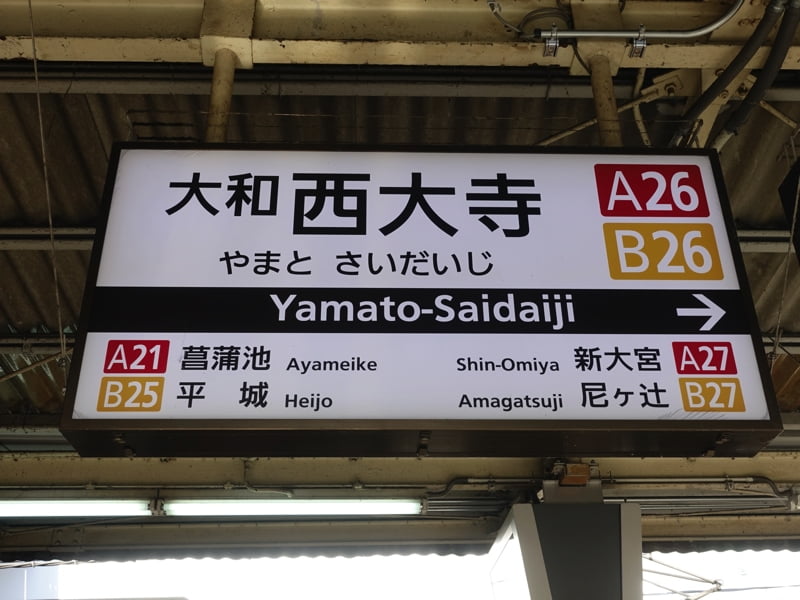 大和西大寺 A26
B26
やまと さいだいじ
Yamato-Saidaiji →
A21 菖蒲池 Ayameike
B25 平城 Heijo
Shin-Omiya 新大宮 A27
Amagatsuji 尼ヶ辻 B27